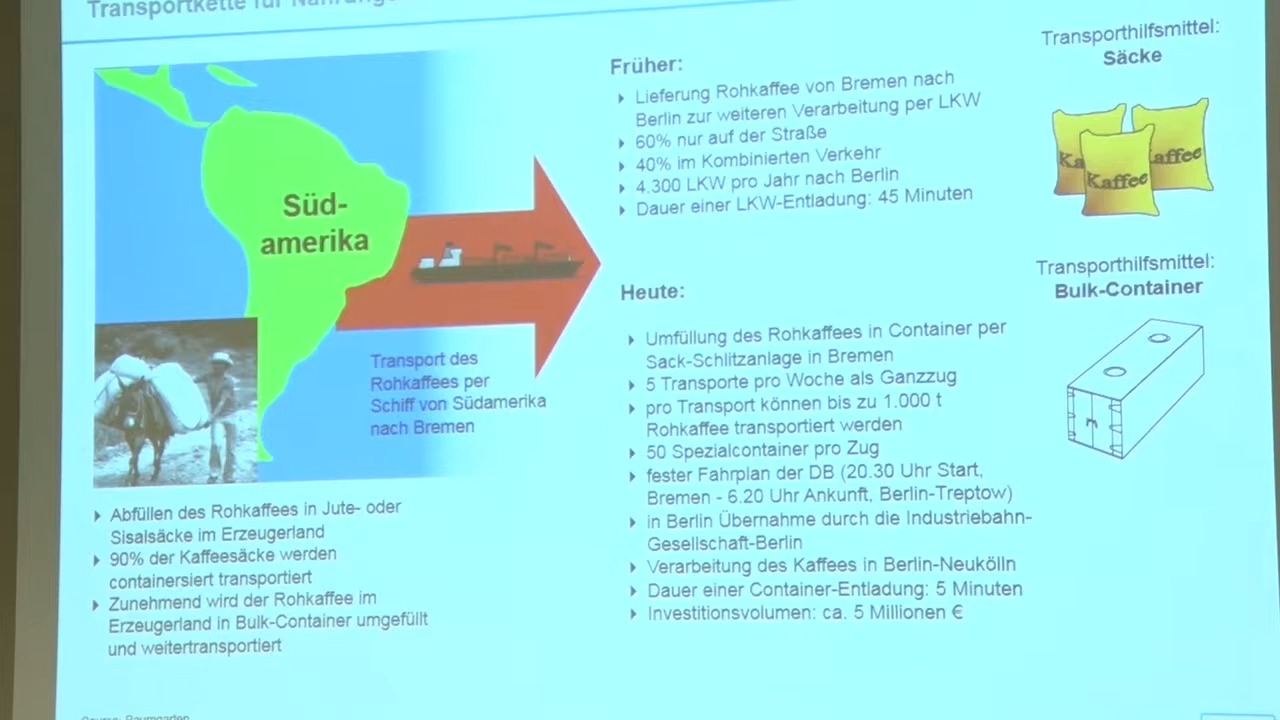 Transportkette für
Süd-
amerika
Transport des
Rohkaffees per
Schiff von Südamerika
nach Bremen
Abfüllen des Rohkaffees in Jute- oder
Sisalsäcke im Erzeugerland
90% der Kaffeesäcke werden
containersiert transportiert
Zunehmend wird der Rohkaffee im
Erzeugerland in Bulk-Container umgefüllt
und weitertransportiert
Früher:
Lieferung Rohkaffee von Bremen nach
Berlin zur weiteren Verarbeitung per LKW
60% nur auf der Straße
40% im Kombinierten Verkehr
4.300 LKW pro Jahr nach Berlin
Dauer einer LKW-Entladung: 45 Minuten
Transporthilfsmittel:
Säcke
Ka
Kaffee
affee
Heute:
Umfüllung des Rohkaffees in Container per
Sack-Schlitzanlage in Bremen
5 Transporte pro Woche als Ganzzug
pro Transport können bis zu 1.000 t
Rohkaffee transportiert werden
50 Spezialcontainer pro Zug
fester Fahrplan der DB (20.30 Uhr Start,
Bremen - 6.20 Uhr Ankunft, Berlin-Treptow)
in Berlin Übernahme durch die Industriebahn-
Gesellschaft-Berlin
Verarbeitung des Kaffees in Berlin-Neukölln
Dauer einer Container-Entladung: 5 Minuten
Investitionsvolumen: ca. 5 Millionen €
Transporthilfsmittel:
Bulk-Container